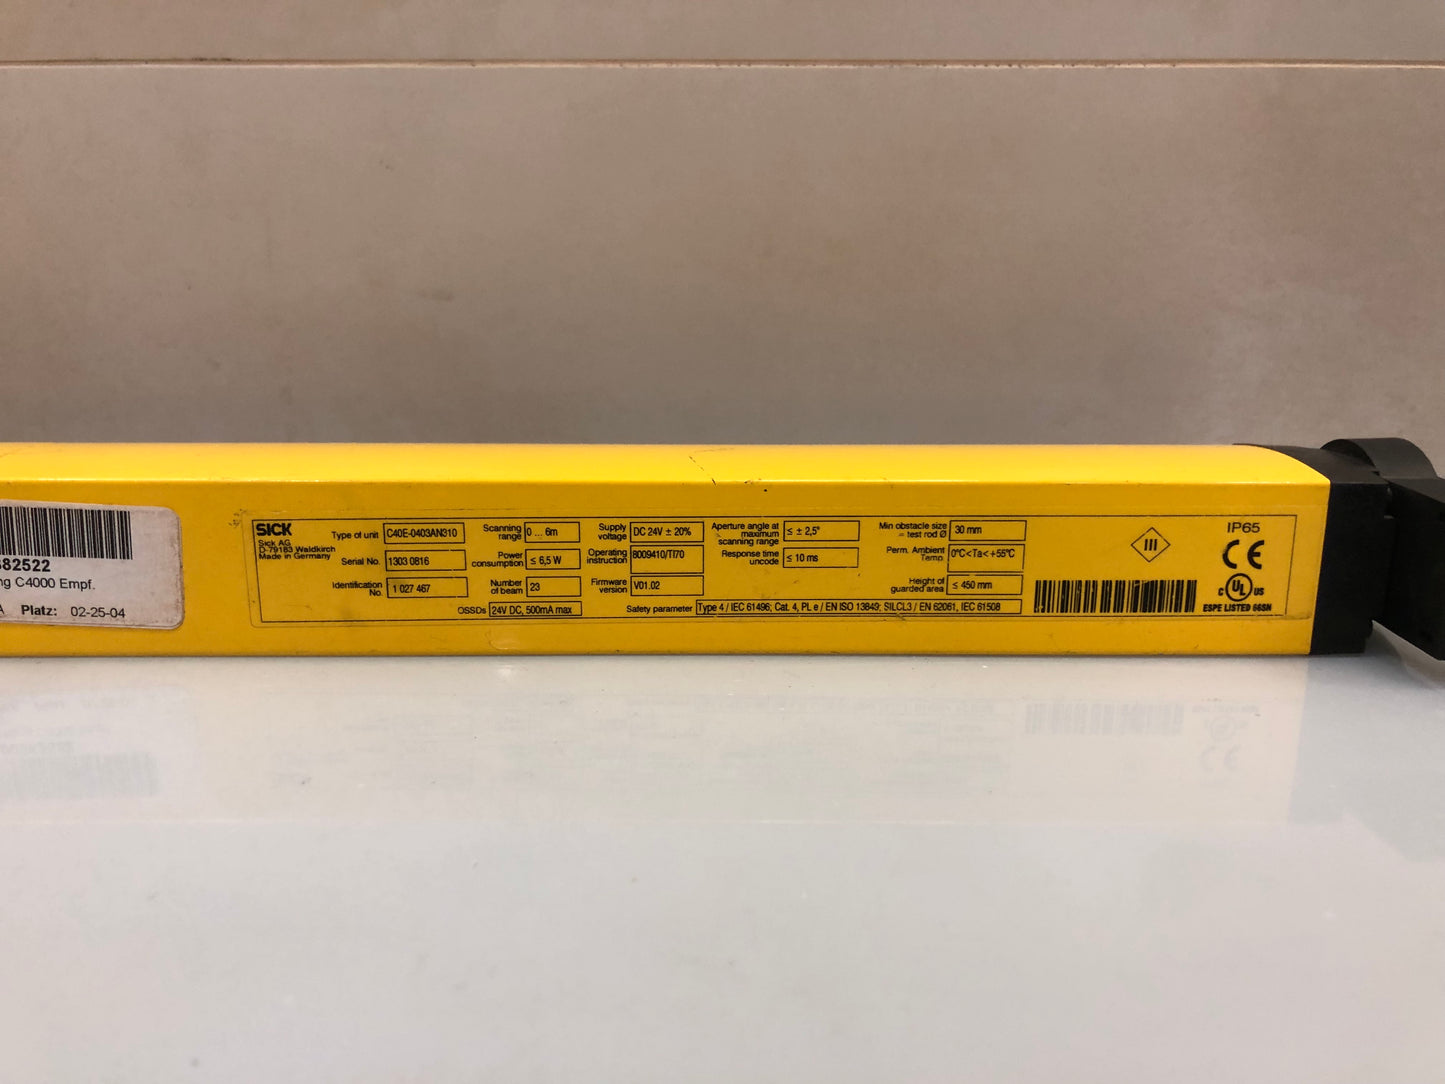 82522
ng C4000 Empf.
A Platz: 02-25-04
SICK
Sick AG
D-79183 Waldkirch
Made in Germany
Type of unit C40E-0403AN310
Serial No. 1303 0816
Identification No. 1 027 467
Scanning range 0 ... 6m
Power consumption ≤ 6,5 W
Number of beam 23
OSSDs 24V DC, 500mA max
Supply voltage DC 24V ± 20%
Operating instruction 8009410/TI70
Firmware version V01.02
Safety parameter Type 4 / IEC 61496; Cat. 4, PL e / EN ISO 13849; SILCL3 / EN 62061, IEC 61508
Aperture angle at maximum scanning range ≤ ± 2,5°
Response time uncode ≤ 10 ms
Min obstacle size = test rod Ø 30 mm
Perm. Ambient Temp. 0°C<Ta<+55°C
Height of guarded area ≤ 450 mm
III
IP65
CE
C UL US
ESPE LISTED 66SN